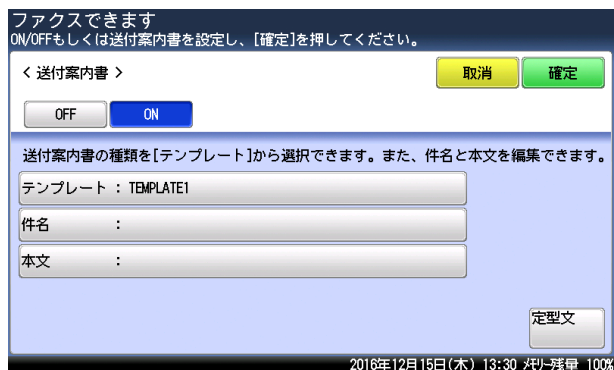 ファクスできます
ON/OFFもしくは送付案内書を設定し、[確定]を押してください。
< 送付案内書 >
取消
確定
OFF
ON
送付案内書の種類を[テンプレート]から選択できます。また、件名と本文を編集できます。
テンプレート : TEMPLATE1
件名 :
本文 :
定型文
2016年12月15日(木) 13:30 メモリー残量 100%